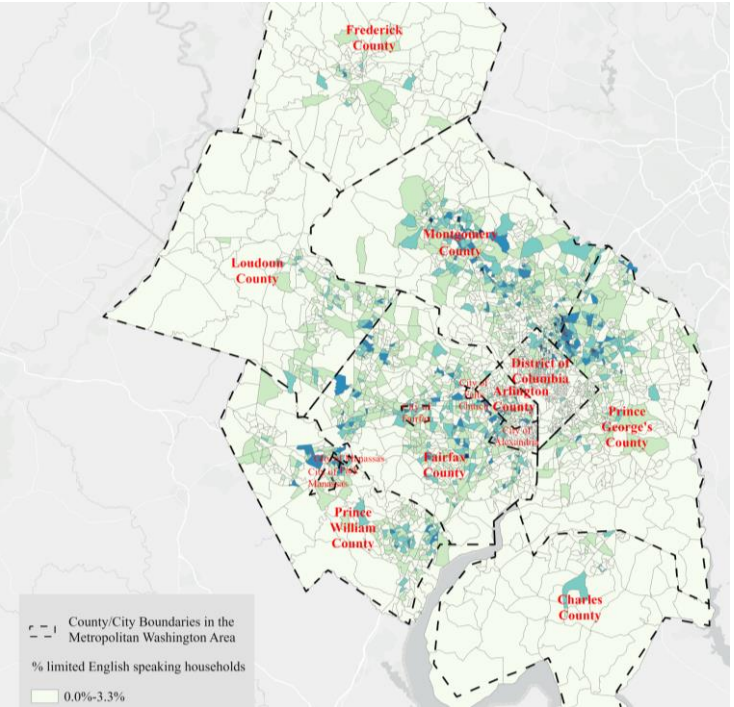 Frederick
County
Montgomery
County
Loudoun
County
District of
Columbia
City of
Falls
Church
Arlington
County
City of
Fairfax
City of
Alexandria
Prince
George's
County
Fairfax
County
City of Manassas
City of
Manassas
Prince
William
County
Charles
County
County/City Boundaries in the
Metropolitan Washington Area
% limited English speaking households
0.0%-3.3%